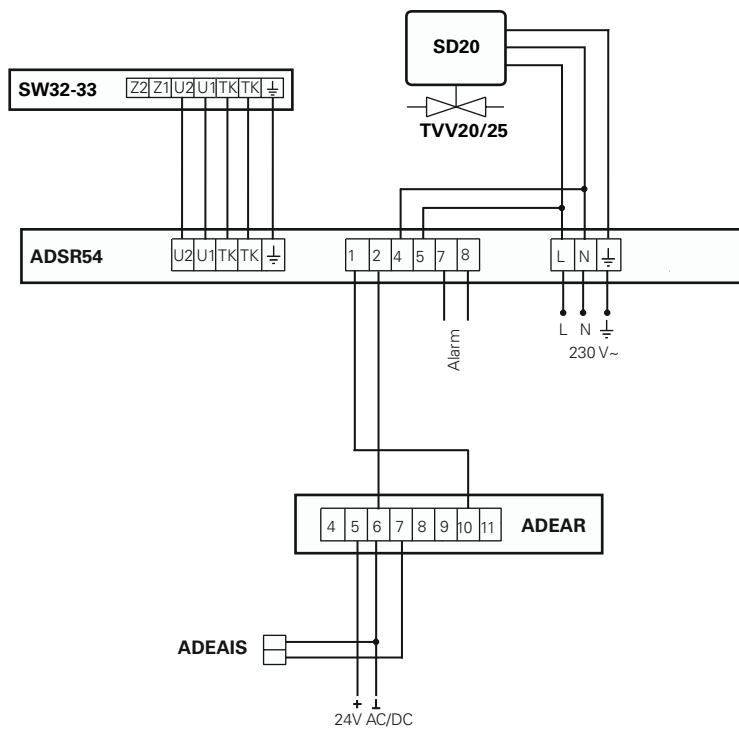 SD20
SW32-33
Z2 Z1 U2 U1 TK TK
TVV20/25
ADSR54
U2 U1 TK TK
1 2 4 5 7 8
L N
Alarm
L N
230 V~
4 5 6 7 8 9 10 11
ADEAR
ADEAIS
+ ⊥
24V AC/DC